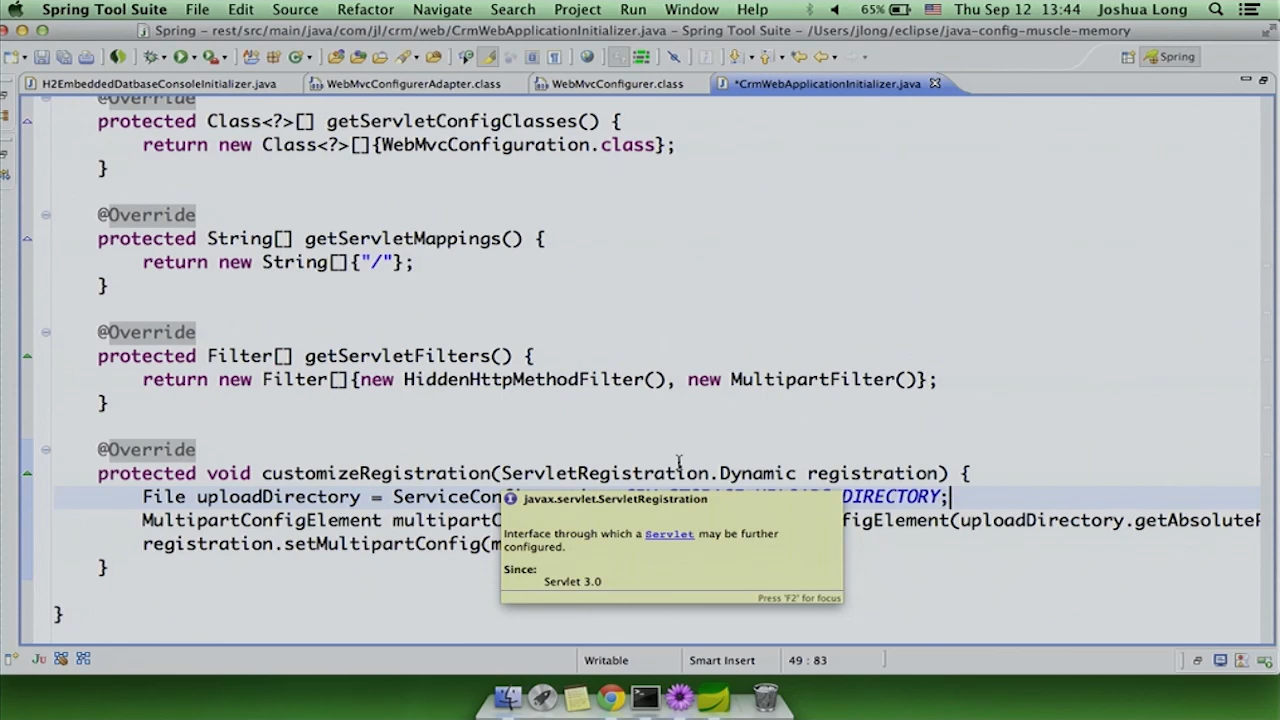 Spring Tool Suite File Edit Source Refactor Navigate Search Project Run Window Help 65% Thu Sep 12 13:44 Joshua Long
Spring - rest/src/main/java/com/jl/crm/web/CrmWebApplicationInitializer.java - Spring Tool Suite - /Users/jlong/eclipse/java-config-muscle-memory
Spring
H2EmbeddedDatbaseConsoleInitializer.java WebMvcConfigurerAdapter.class WebMvcConfigurer.class *CrmWebApplicationInitializer.java
@Override
protected Class<?>[] getServletConfigClasses() {
return new Class<?>[]{WebMvcConfiguration.class};
}
@Override
protected String[] getServletMappings() {
return new String[]{"/"};
}
@Override
protected Filter[] getServletFilters() {
return new Filter[]{new HiddenHttpMethodFilter(), new MultipartFilter()};
}
@Override
protected void customizeRegistration(ServletRegistration.Dynamic registration) {
File uploadDirectory = ServiceCon DIRECTORY;
MultipartConfigElement multipartC figElement(uploadDirectory.getAbsoluteP
registration.setMultipartConfig(m
}
}
javax.servlet.ServletRegistration
Interface through which a Servlet may be further
configured.
Since:
Servlet 3.0
Press 'F2' for focus
Ju Writable Smart Insert 49 : 83